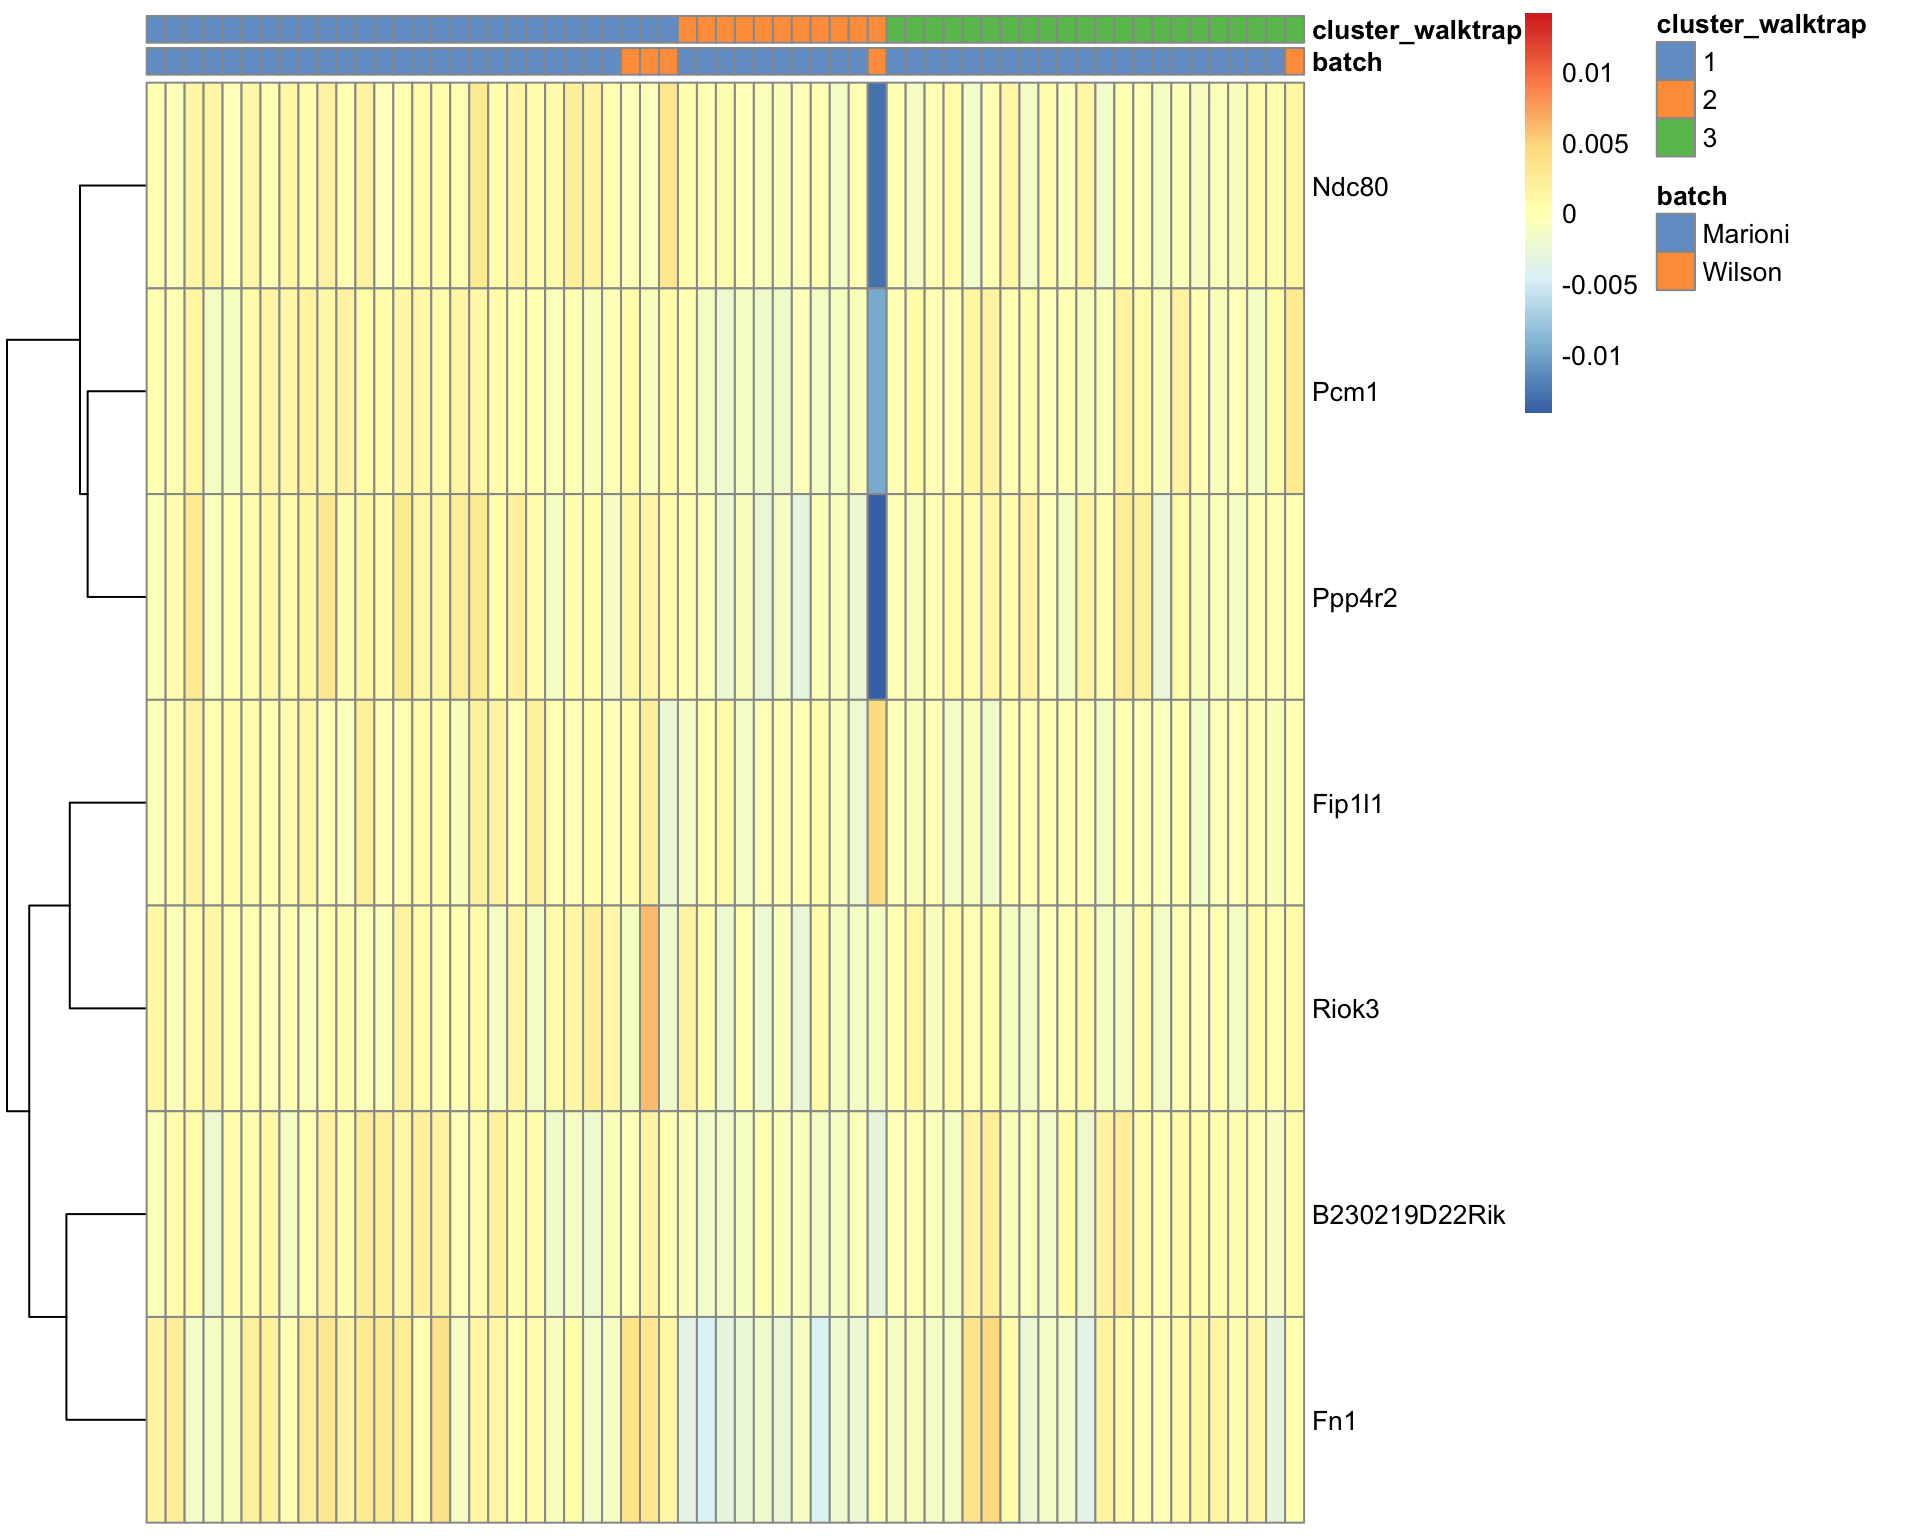 cluster_walktrap
batch
Ndc80
Pcm1
Ppp4r2
Fip1l1
Riok3
B230219D22Rik
Fn1
0.01
0.005
0
-0.005
-0.01
cluster_walktrap
1
2
3
batch
Marioni
Wilson